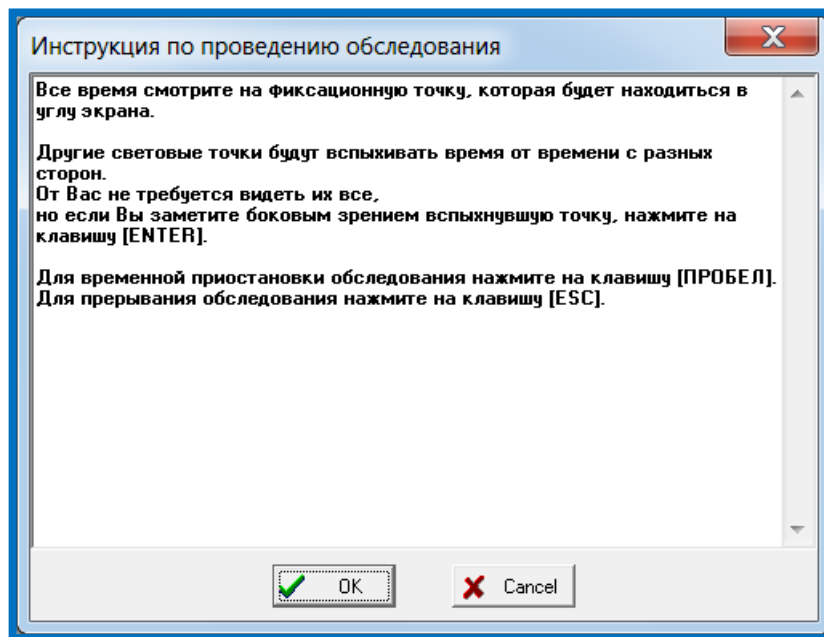 Инструкция по проведению обследования
Все время смотрите на фиксационную точку, которая будет находиться в
углу экрана.
Другие световые точки будут вспыхивать время от времени с разных
сторон.
От Вас не требуется видеть их все,
но если Вы заметите боковым зрением вспыхнувшую точку, нажмите на
клавишу [ENTER].
Для временной приостановки обследования нажмите на клавишу [ПРОБЕЛ].
Для прерывания обследования нажмите на клавишу [ESC].
OK
Cancel